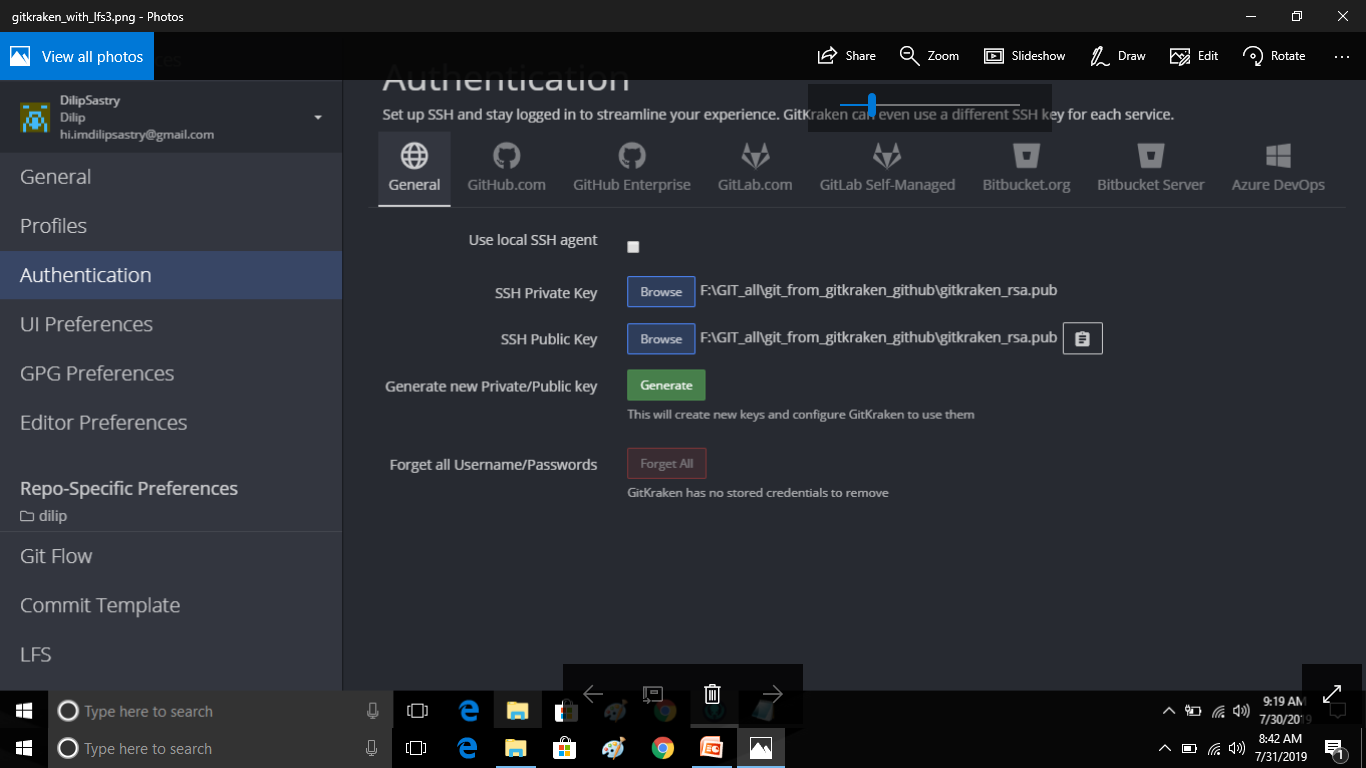 gitkraken_with_lfs3.png - Photos
View all photos
Share
Zoom
Slideshow
Draw
Edit
Rotate
Authentication
DilipSastry
Dilip
hi.imdilipsastry@gmail.com
Set up SSH and stay logged in to streamline your experience. GitKraken can even use a different SSH key for each service.
General
GitHub.com
GitHub Enterprise
GitLab.com
GitLab Self-Managed
Bitbucket.org
Bitbucket Server
Azure DevOps
General
Profiles
Authentication
UI Preferences
GPG Preferences
Editor Preferences
Repo-Specific Preferences
dilip
Git Flow
Commit Template
LFS
Use local SSH agent
SSH Private Key
Browse
F:\GIT_all\git_from_gitkraken_github\gitkraken_rsa.pub
SSH Public Key
Browse
F:\GIT_all\git_from_gitkraken_github\gitkraken_rsa.pub
Generate new Private/Public key
Generate
This will create new keys and configure GitKraken to use them
Forget all Username/Passwords
Forget All
GitKraken has no stored credentials to remove
Type here to search
9:19 AM
7/30/2019
Type here to search
8:42 AM
7/31/2019
1